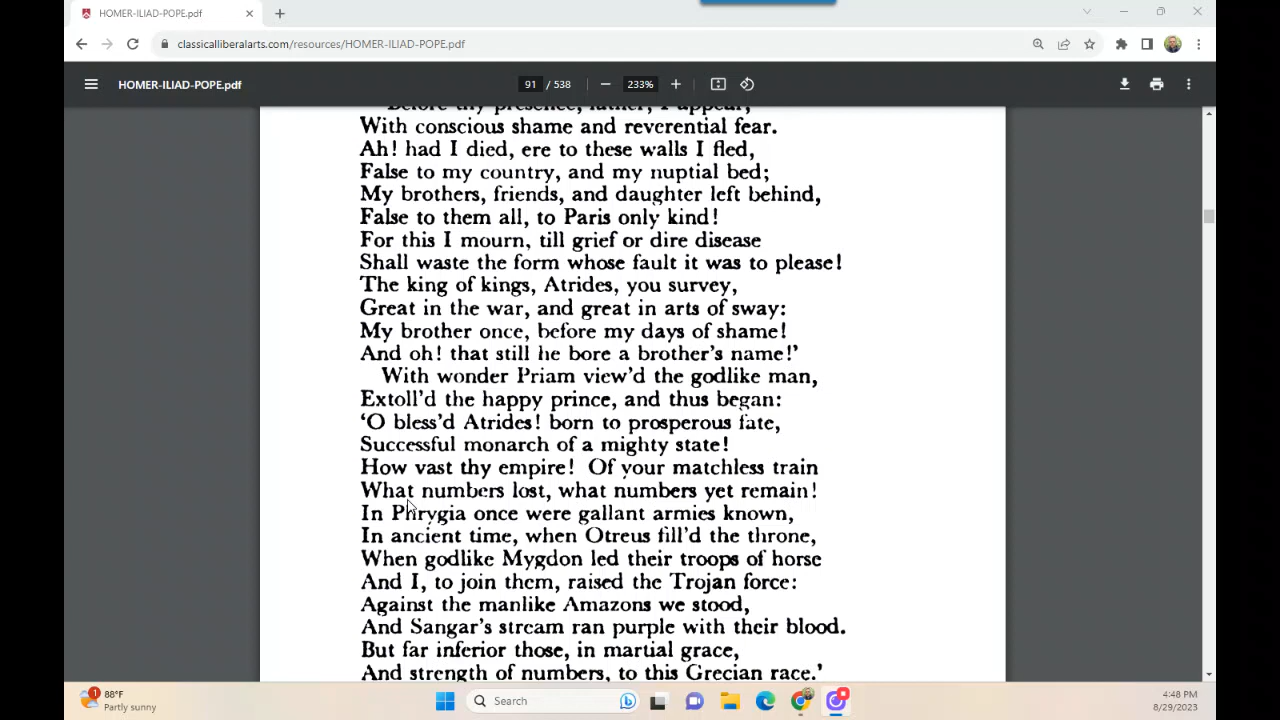 HOMER-ILIAD-POPE.pdf
classicalliberalarts.com/resources/HOMER-ILIAD-POPE.pdf
HOMER-ILIAD-POPE.pdf 91 / 538 233%
Before thy presence, father, I appear,
With conscious shame and reverential fear.
Ah! had I died, ere to these walls I fled,
False to my country, and my nuptial bed;
My brothers, friends, and daughter left behind,
False to them all, to Paris only kind!
For this I mourn, till grief or dire disease
Shall waste the form whose fault it was to please!
The king of kings, Atrides, you survey,
Great in the war, and great in arts of sway:
My brother once, before my days of shame!
And oh! that still he bore a brother's name!'
With wonder Priam view'd the godlike man,
Extoll'd the happy prince, and thus began:
'O bless'd Atrides! born to prosperous fate,
Successful monarch of a mighty state!
How vast thy empire! Of your matchless train
What numbers lost, what numbers yet remain!
In Phrygia once were gallant armies known,
In ancient time, when Otreus fill'd the throne,
When godlike Mygdon led their troops of horse
And I, to join them, raised the Trojan force:
Against the manlike Amazons we stood,
And Sangar's stream ran purple with their blood.
But far inferior those, in martial grace,
And strength of numbers, to this Grecian race.'
1 88°F
Partly sunny
Search
4:48 PM
8/29/2023